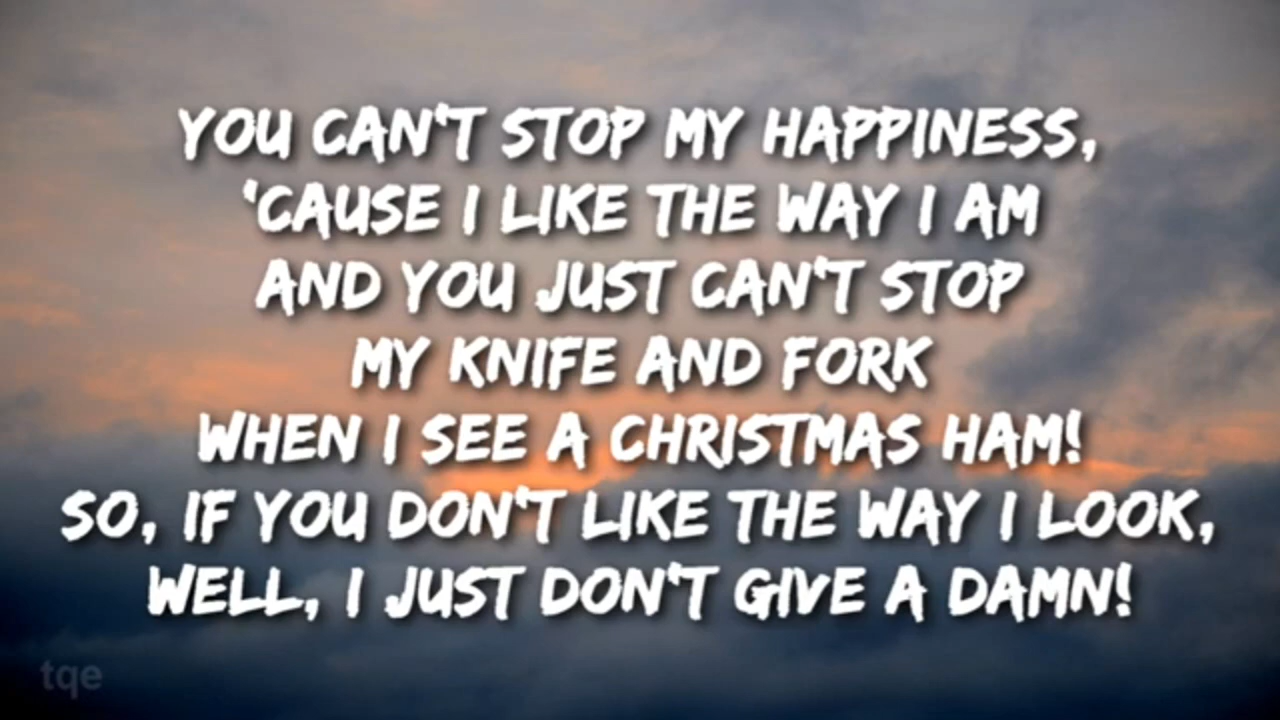 YOU CAN'T STOP MY HAPPINESS,
'CAUSE I LIKE THE WAY I AM
AND YOU JUST CAN'T STOP
MY KNIFE AND FORK
WHEN I SEE A CHRISTMAS HAM!
SO, IF YOU DON'T LIKE THE WAY I LOOK,
WELL, I JUST DON'T GIVE A DAMN!
tqe